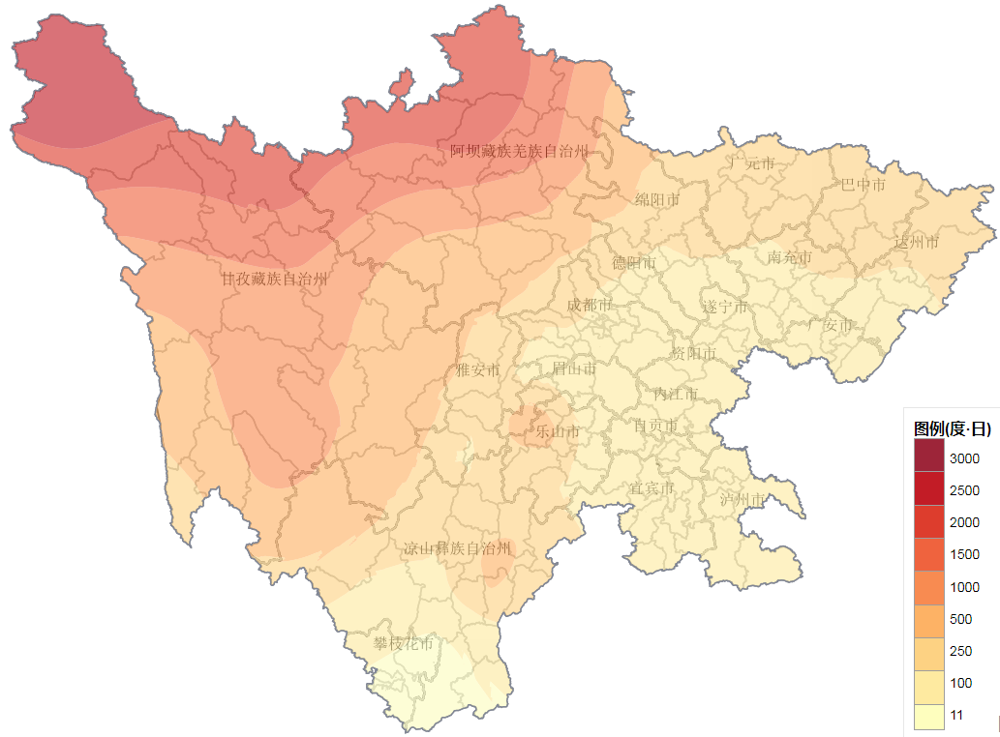 阿坝藏族羌族自治州
广元市
巴中市
绵阳市
达州市
德阳市
南充市
甘孜藏族自治州
成都市
遂宁市
广安市
资阳市
雅安市
眉山市
内江市
乐山市
自贡市
宜宾市
泸州市
凉山彝族自治州
攀枝花市
图例(度·日)
3000
2500
2000
1500
1000
500
250
100
11